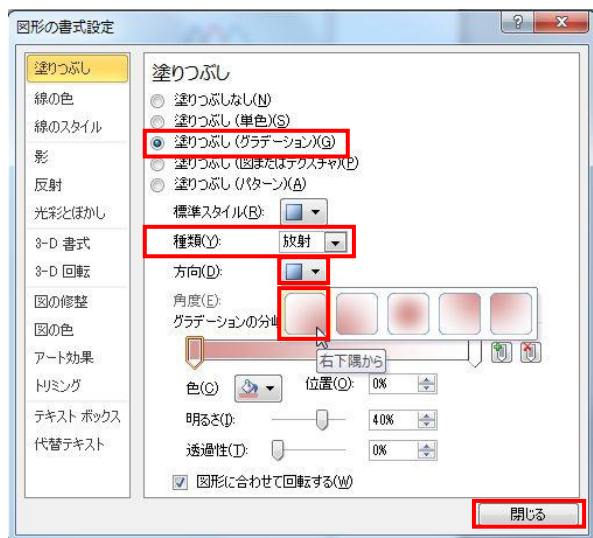 図形の書式設定
塗りつぶし
線の色
線のスタイル
影
反射
光彩とぼかし
3-D 書式
3-D 回転
図の修整
図の色
アート効果
トリミング
テキスト ボックス
代替テキスト
塗りつぶし
塗りつぶしなし(N)
塗りつぶし (単色)(S)
塗りつぶし (グラデーション)(G)
塗りつぶし (図またはテクスチャ)(P)
塗りつぶし (パターン)(A)
標準スタイル(R):
種類(Y): 放射
方向(D):
角度(E):
グラデーションの分岐
右下隅から
色(C) 位置(O): 0%
明るさ(I): 40%
透過性(T): 0%
図形に合わせて回転する(W)
閉じる